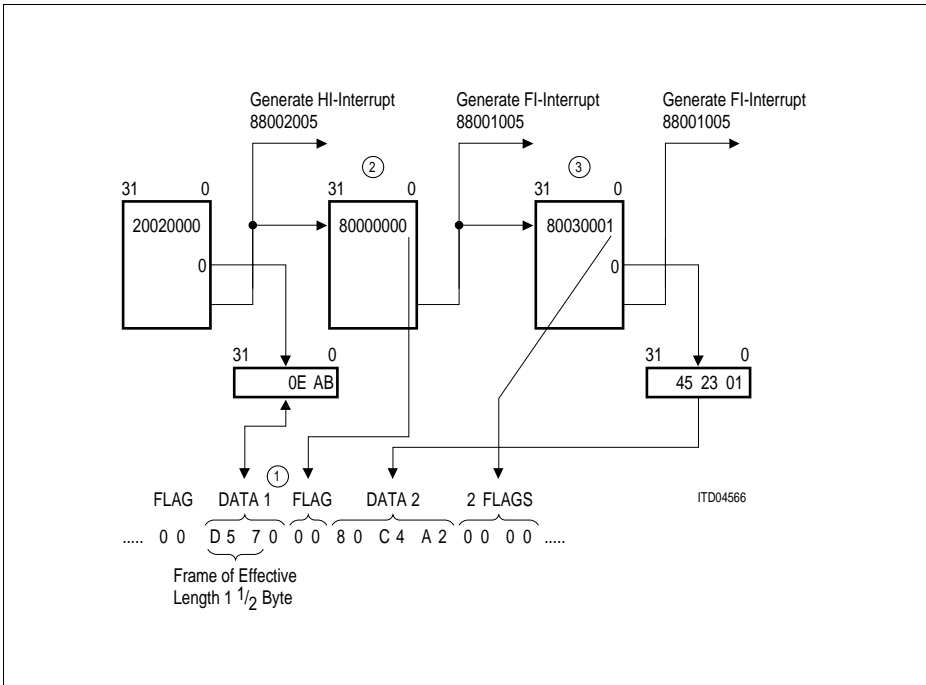 Generate HI-Interrupt
88002005
Generate FI-Interrupt
88001005
Generate FI-Interrupt
88001005
2
3
31 0
31 0
31 0
20020000
80000000
80030001
0
0
31 0
31 0
0E AB
45 23 01
1
FLAG DATA 1 FLAG DATA 2 2 FLAGS
ITD04566
..... 0 0 D 5 7 0 0 0 8 0 C 4 A 2 0 0 0 0 .....
Frame of Effective
Length 1 1/2 Byte